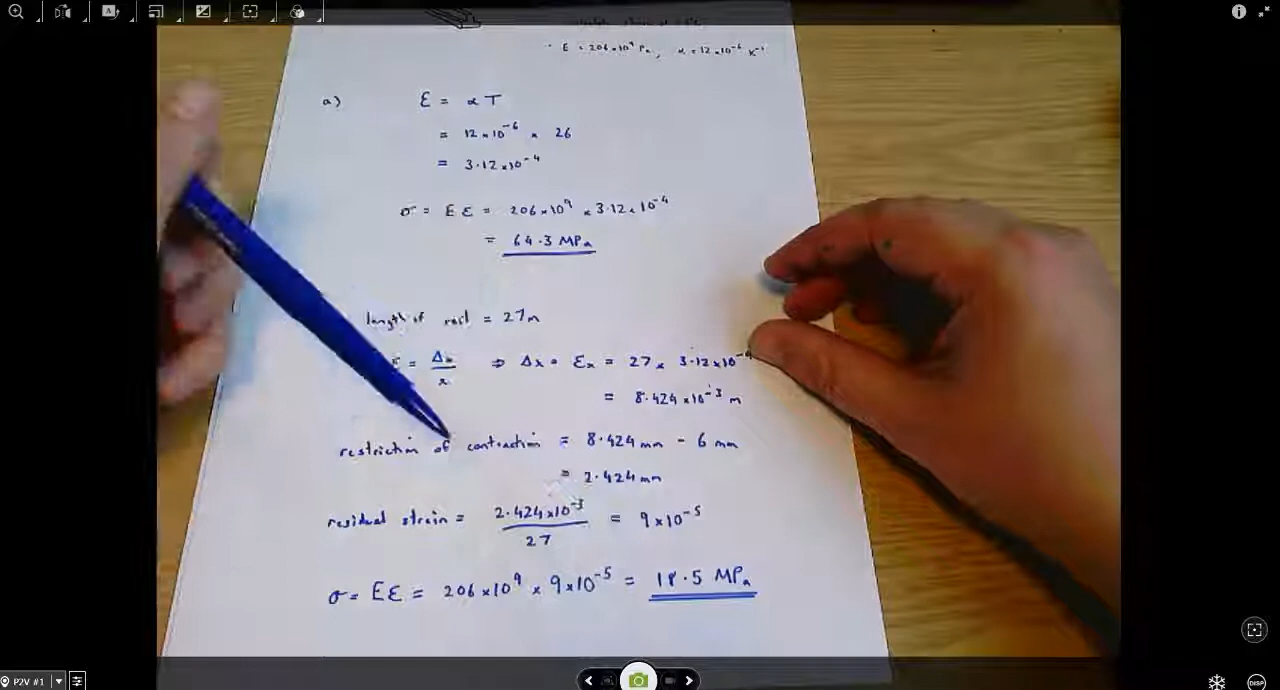 E = 206×10⁹ Pa, α = 12×10⁻⁶ K⁻¹
a) ε = αT
= 12×10⁻⁶ × 26
= 3.12×10⁻⁴
σ = Eε = 206×10⁹ × 3.12×10⁻⁴
= 64.3 MPa
length of rail = 27m
= Δx/x ⇒ Δx = εx = 27 × 3.12×10⁻⁴
= 8.424×10⁻³ m
restriction of contraction = 8.424 mm - 6 mm
= 2.424 mm
residual strain = 2.424×10⁻³/27 = 9×10⁻⁵
σ = Eε = 206×10⁹ × 9×10⁻⁵ = 18.5 MPa
P2V #1
DISP